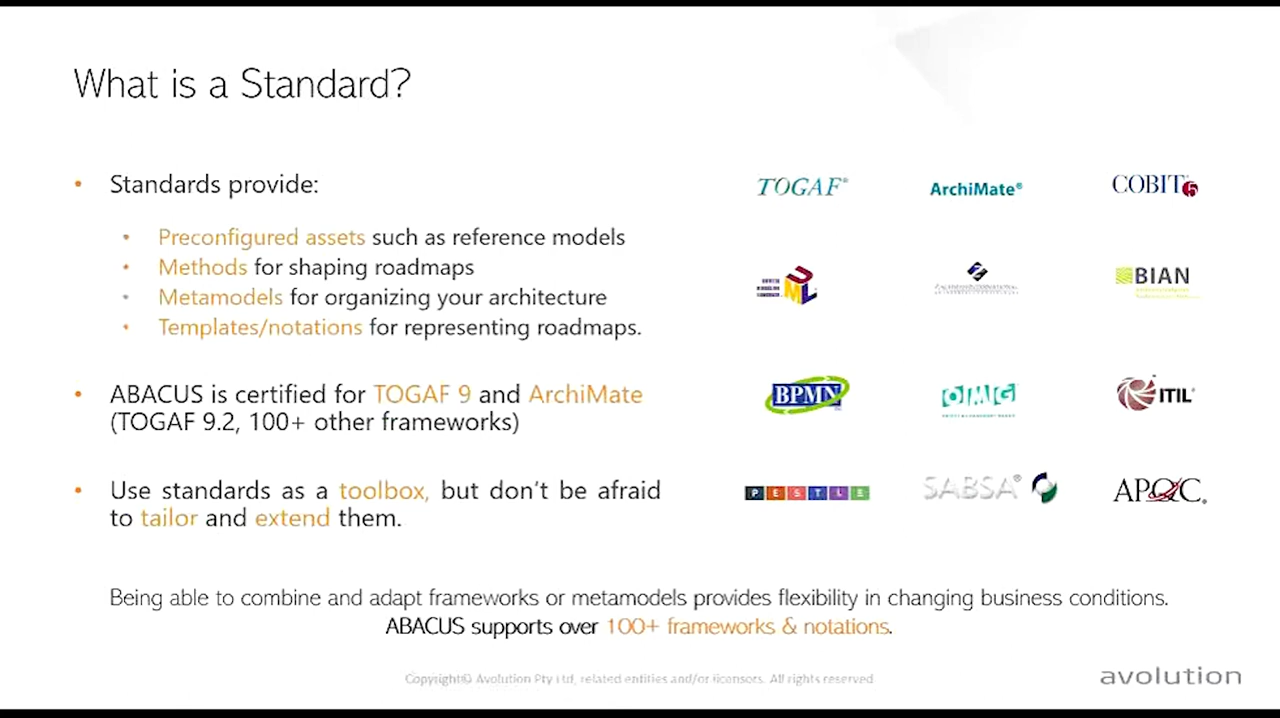 What is a Standard?
• Standards provide:
• Preconfigured assets such as reference models
• Methods for shaping roadmaps
• Metamodels for organizing your architecture
• Templates/notations for representing roadmaps.
• ABACUS is certified for TOGAF 9 and ArchiMate
(TOGAF 9.2, 100+ other frameworks)
• Use standards as a toolbox, but don't be afraid
to tailor and extend them.
TOGAF® ArchiMate® COBIT 5
UML
BIAN
BPMN OMG ITIL®
PESTLE SABSA® APQC®
Being able to combine and adapt frameworks or metamodels provides flexibility in changing business conditions.
ABACUS supports over 100+ frameworks & notations.
Copyright© Avolution Pty Ltd, related entities and/or licensors. All rights reserved
avolution